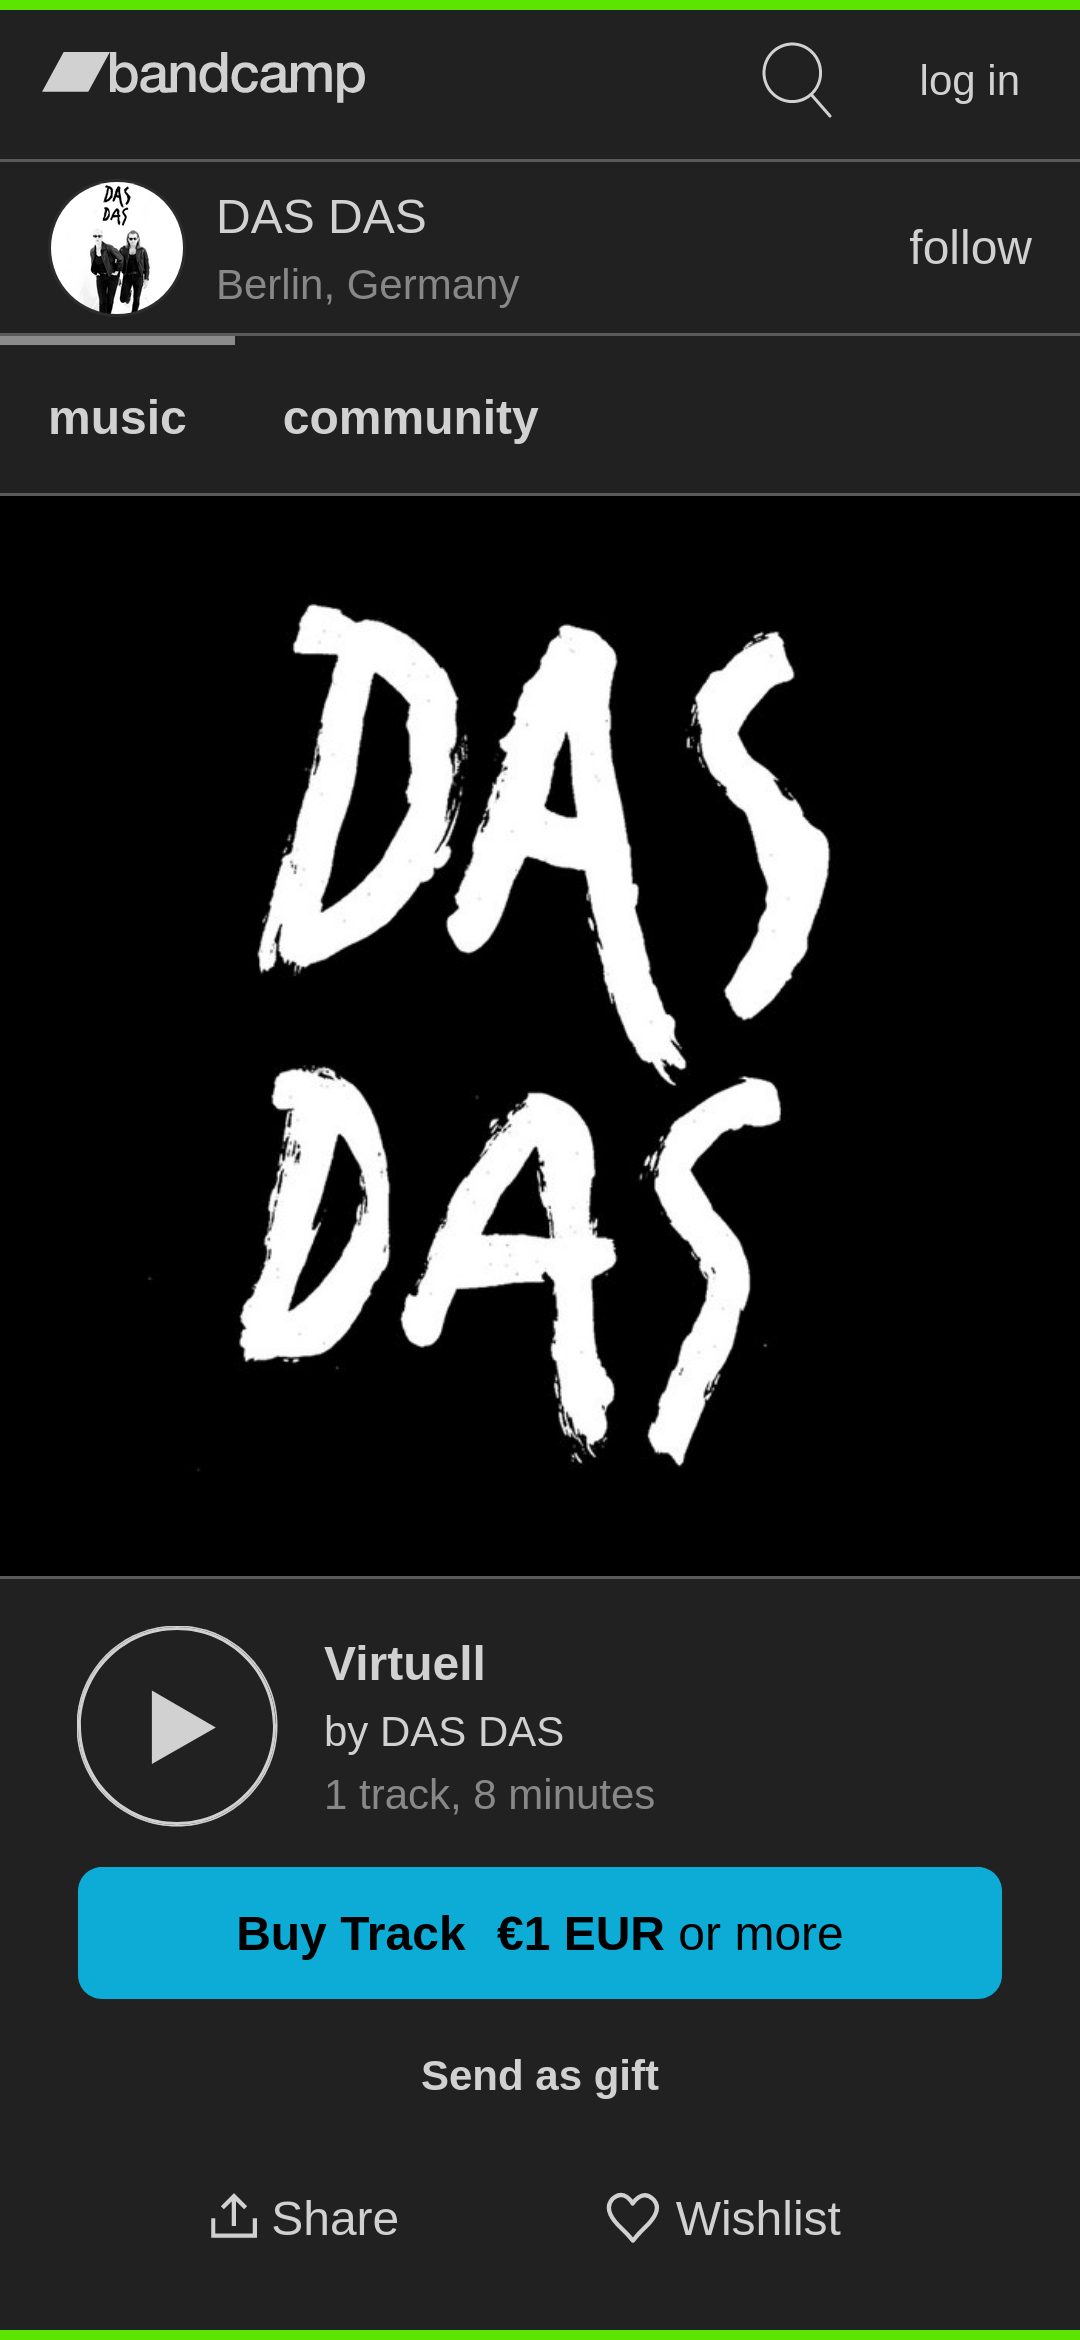 bandcamp
log in
DAS
DAS
DAS DAS
Berlin, Germany
follow
music
community
DAS
DAS
Virtuell
by DAS DAS
1 track, 8 minutes
Buy Track €1 EUR or more
Send as gift
Share
Wishlist